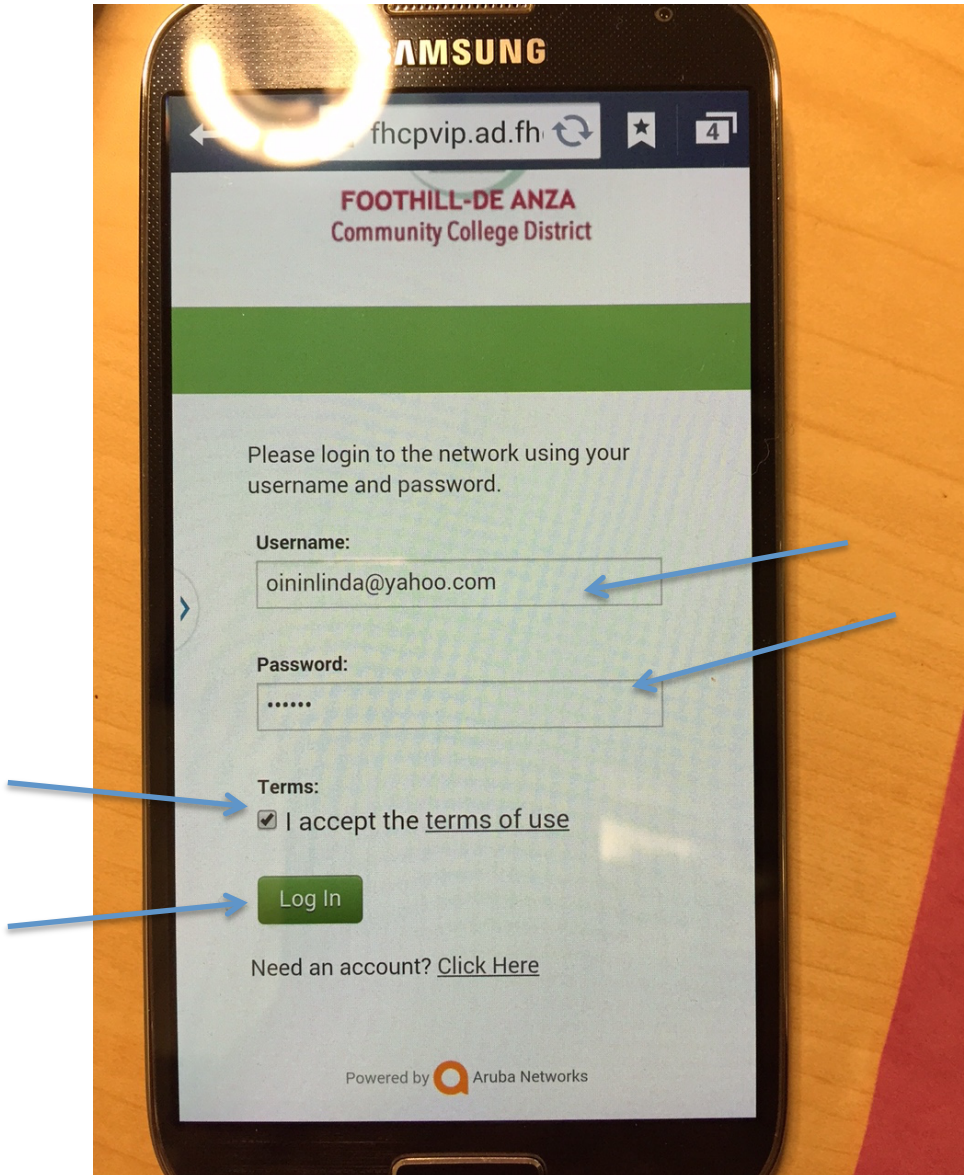 SAMSUNG
fhcpvip.ad.fh
4
FOOTHILL-DE ANZA
Community College District
Please login to the network using your
username and password.
Username:
oininlinda@yahoo.com
Password:
••••••
Terms:
I accept the terms of use
Log In
Need an account? Click Here
Powered by Aruba Networks